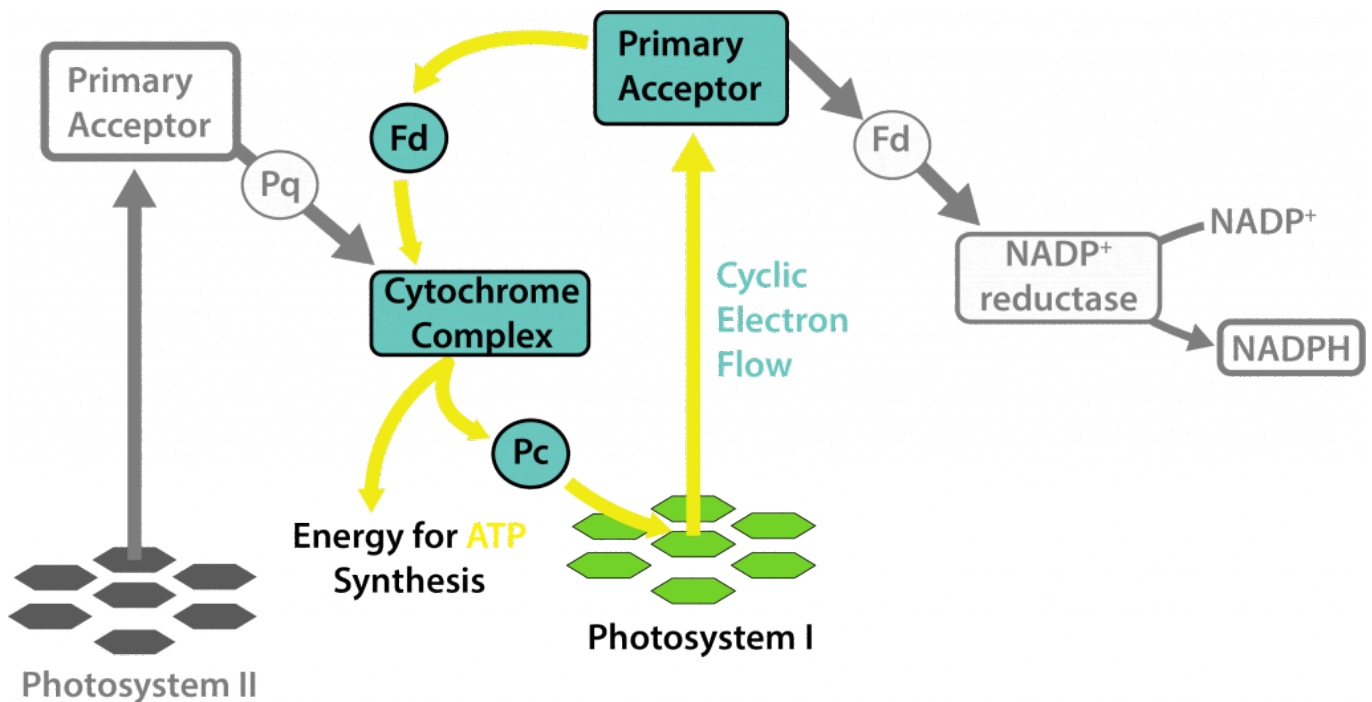 Primary
Acceptor
Pq
Photosystem II
Fd
Cytochrome
Complex
Pc
Energy for ATP
Synthesis
Primary
Acceptor
Cyclic
Electron
Flow
Photosystem I
Fd
NADP⁺
reductase
NADP⁺
NADPH